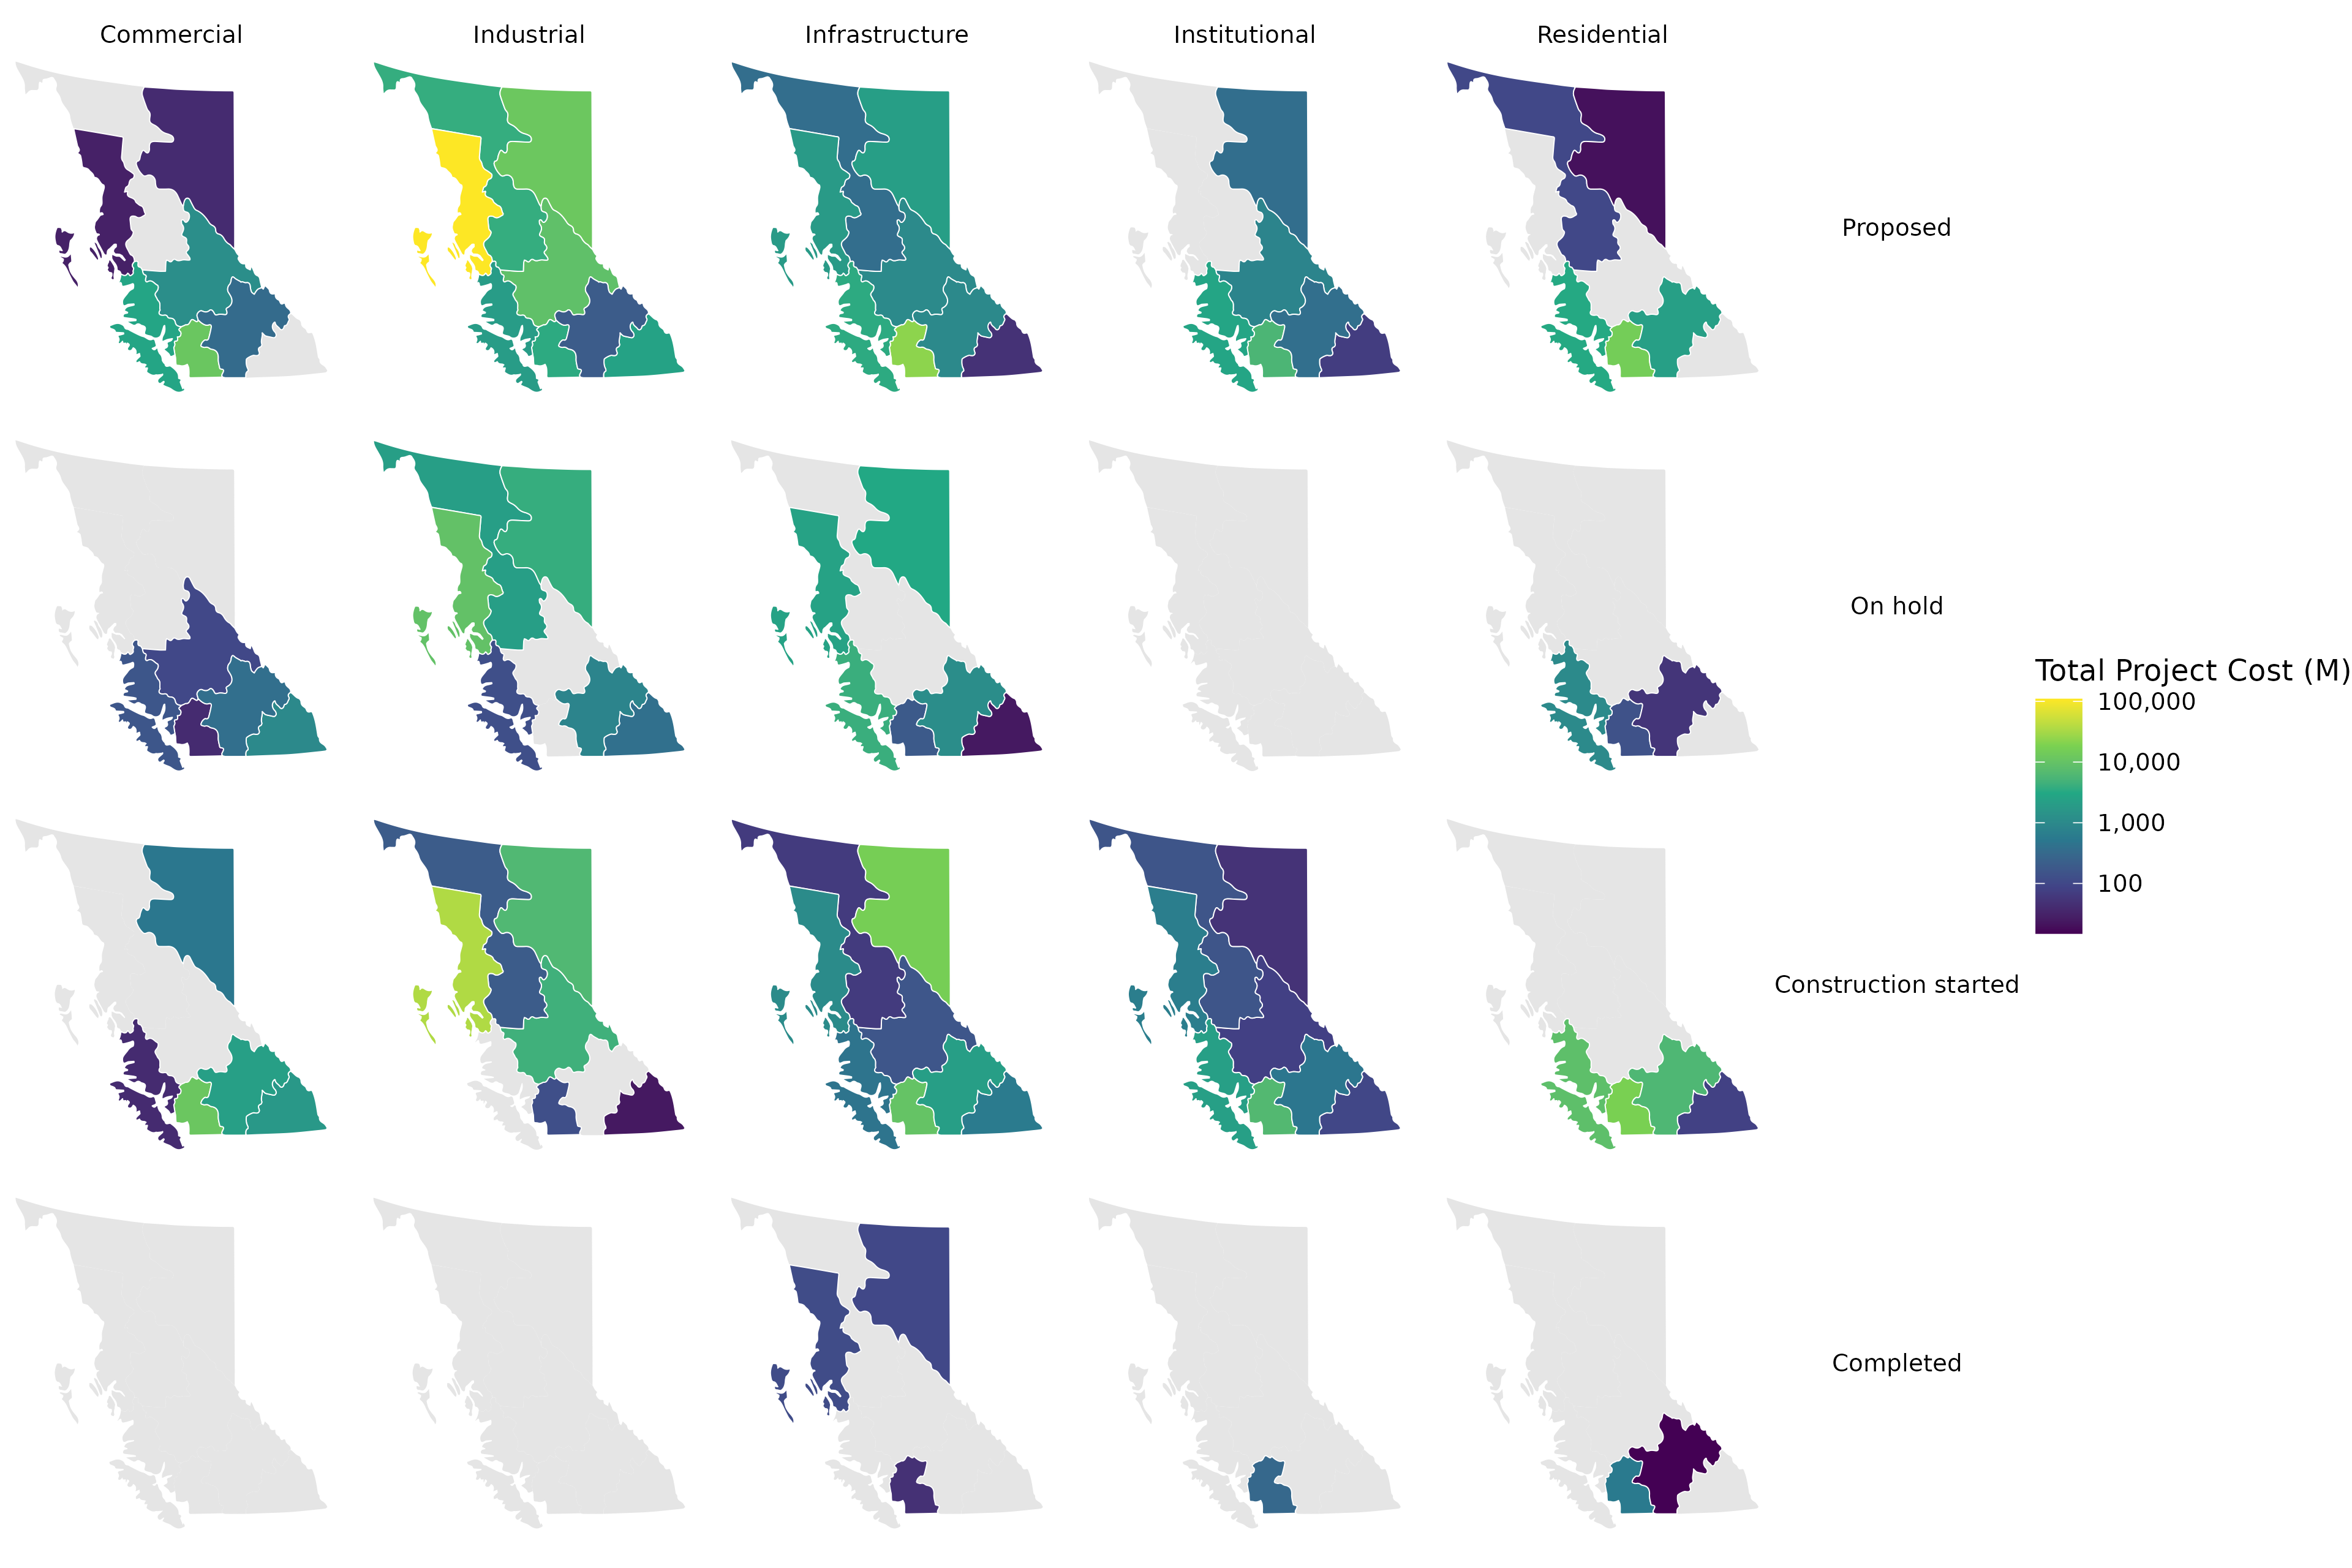 Commercial
Industrial
Infrastructure
Institutional
Residential
Proposed
On hold
Total Project Cost (M)
100,000
10,000
1,000
100
Construction started
Completed